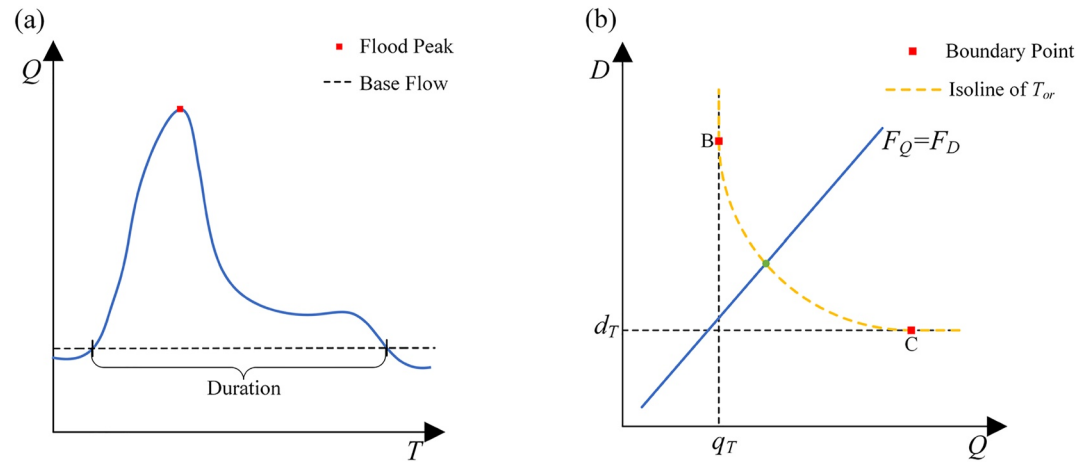 (a)
Q
Flood Peak
Base Flow
Duration
T
(b)
D
Boundary Point
Isoline of Tor
B
FQ=FD
dT
C
qT
Q